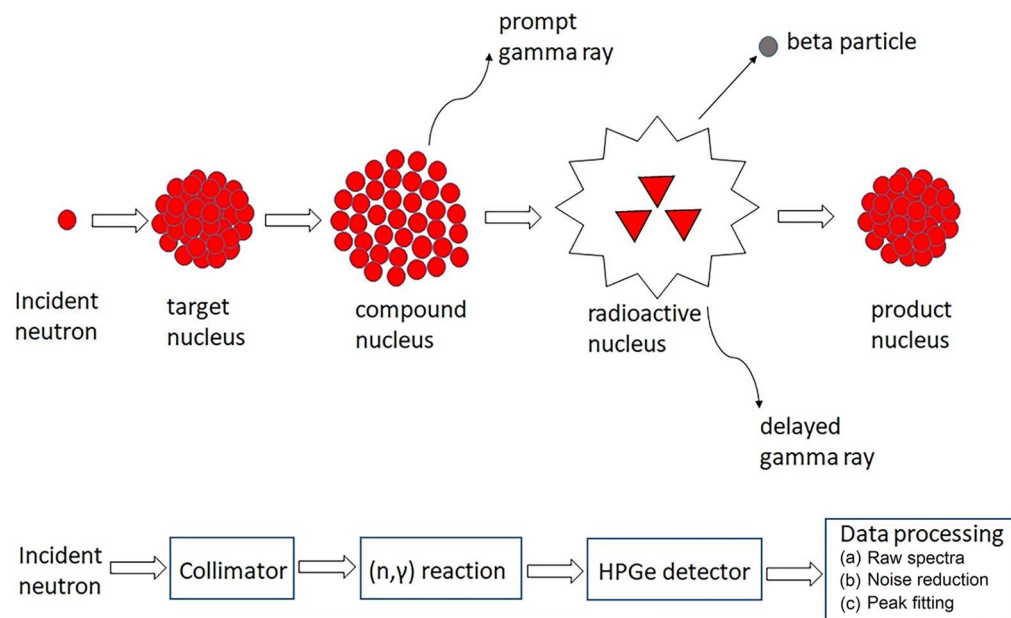 prompt
gamma ray
beta particle
Incident
neutron
target
nucleus
compound
nucleus
radioactive
nucleus
product
nucleus
delayed
gamma ray
Incident
neutron
Collimator
(n,γ) reaction
HPGe detector
Data processing
(a) Raw spectra
(b) Noise reduction
(c) Peak fitting